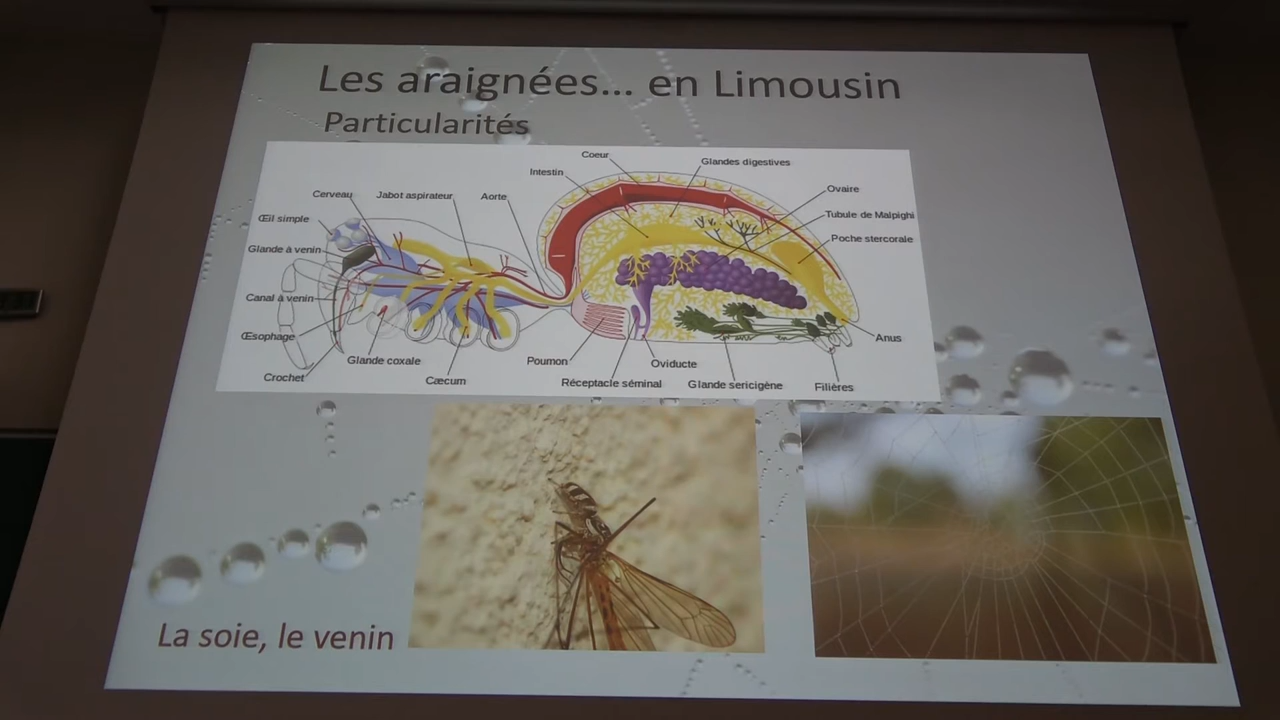 Les araignées... en Limousin
Particularités
Coeur
Glandes digestives
Intestin
Ovaire
Cerveau
Jabot aspirateur
Aorte
Œil simple
Tubule de Malpighi
Poche stercorale
Glande à venin
Canal à venin
Œsophage
Anus
Glande coxale
Poumon
Oviducte
Crochet
Cæcum
Réceptacle séminal
Glande sericigène
Filières
La soie, le venin